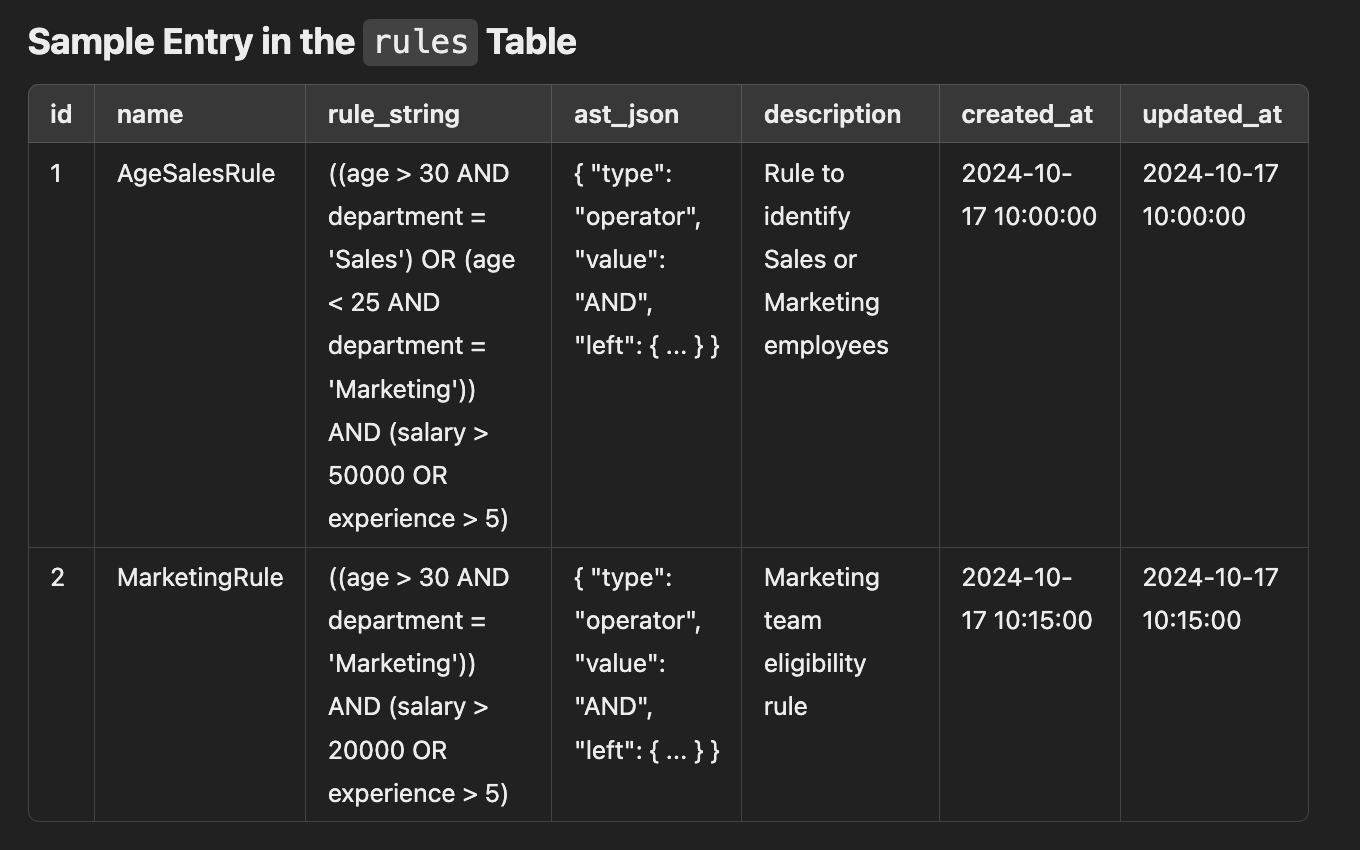 Sample Entry in the rules Table
id name rule_string ast_json description created_at updated_at
1 AgeSalesRule ((age > 30 AND { "type": Rule to 2024-10- 2024-10-17
department = "operator", identify 17 10:00:00 10:00:00
'Sales') OR (age "value": Sales or
< 25 AND "AND", Marketing
department = "left": { ... } } employees
'Marketing'))
AND (salary >
50000 OR
experience > 5)
2 MarketingRule ((age > 30 AND { "type": Marketing 2024-10- 2024-10-17
department = "operator", team 17 10:15:00 10:15:00
'Marketing')) "value": eligibility
AND (salary > "AND", rule
20000 OR "left": { ... } }
experience > 5)